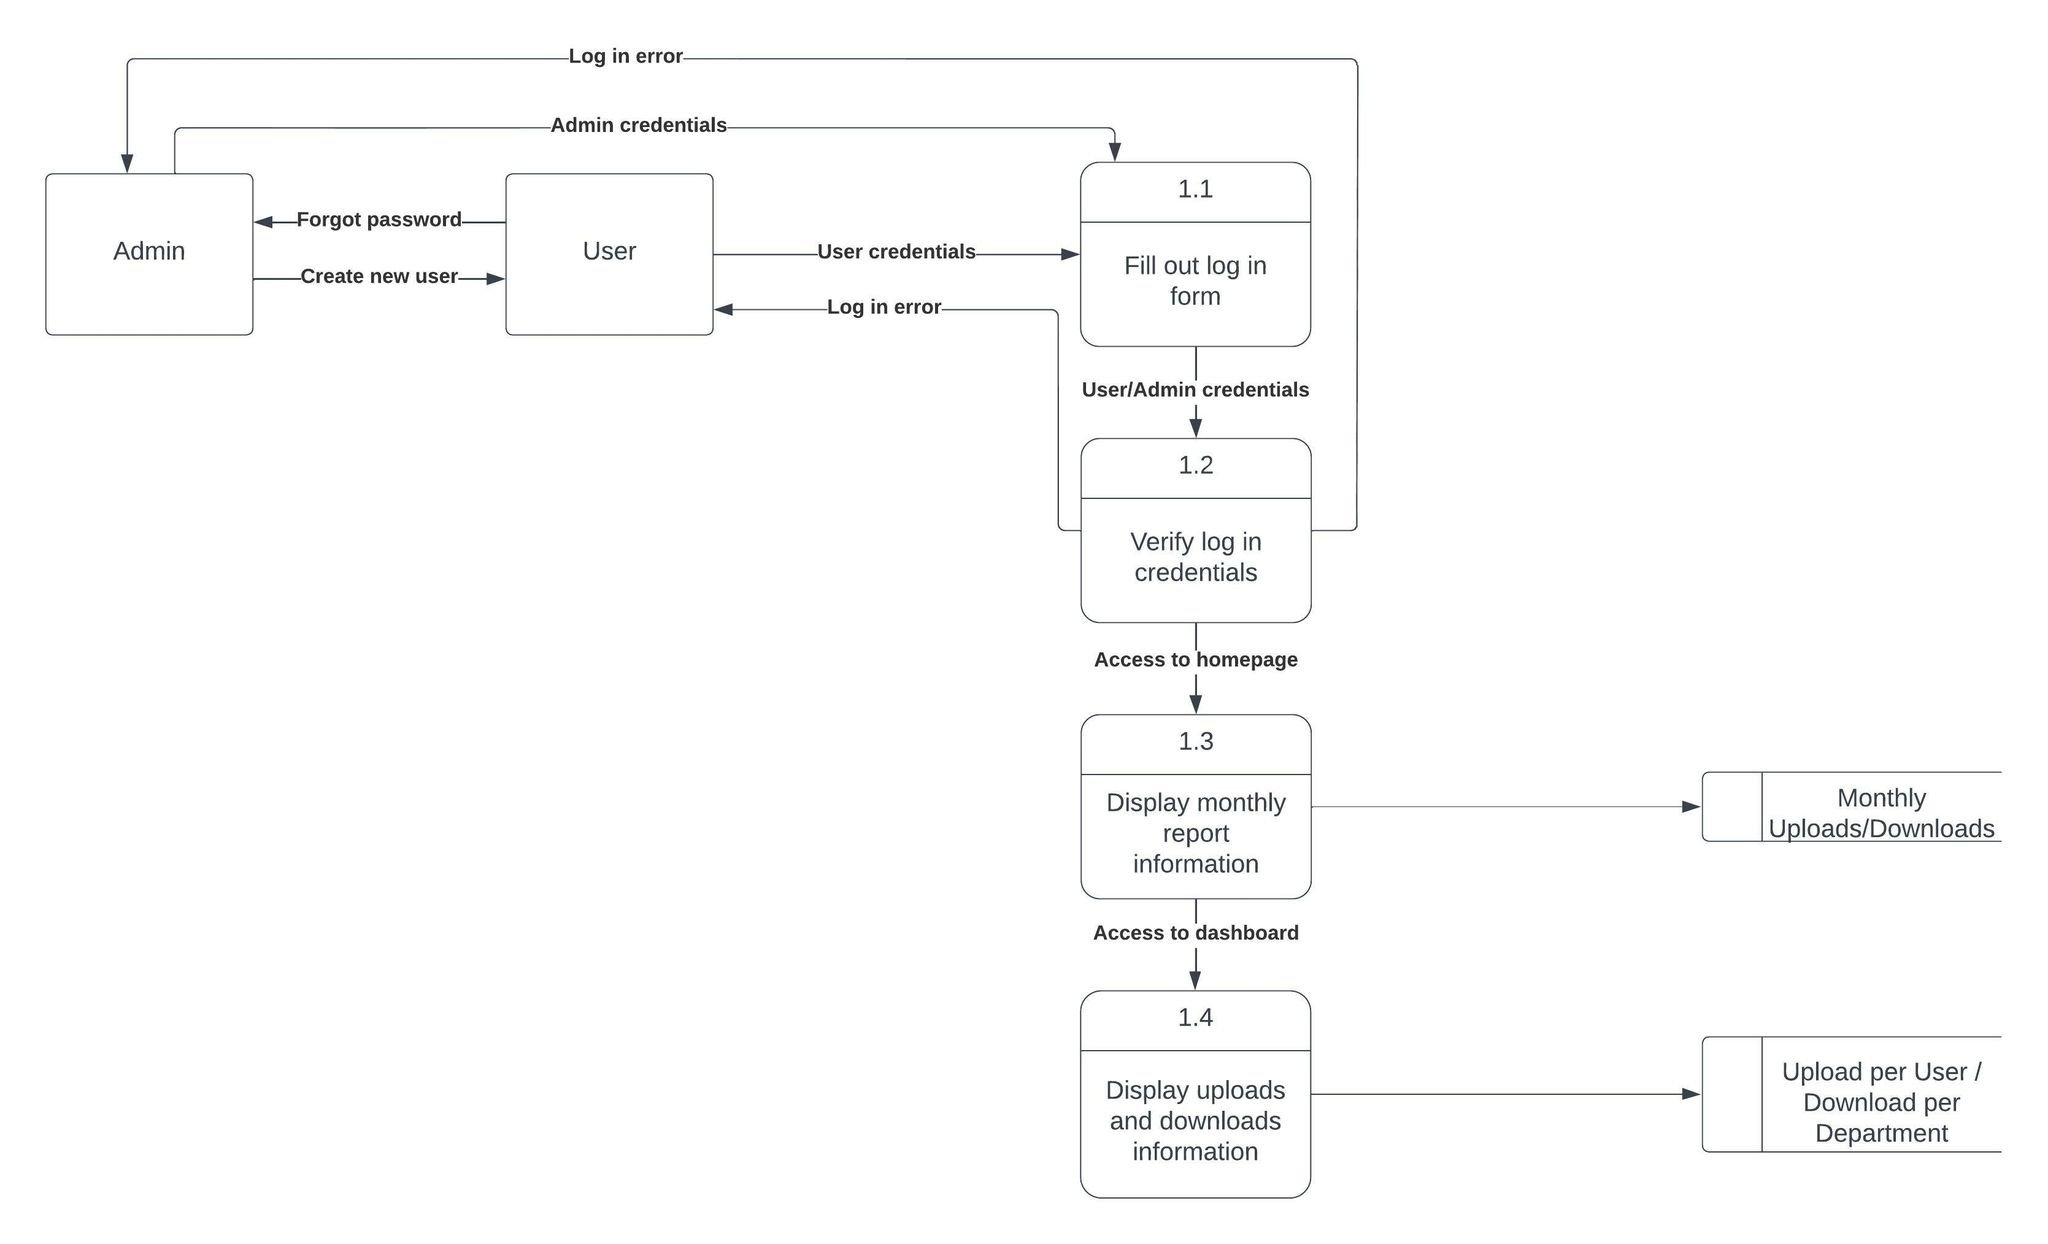 Log in error
Admin credentials
Admin
Forgot password
Create new user
User
User credentials
Log in error
1.1
Fill out log in
form
User/Admin credentials
1.2
Verify log in
credentials
Access to homepage
1.3
Display monthly
report
information
Monthly
Uploads/Downloads
Access to dashboard
1.4
Display uploads
and downloads
information
Upload per User /
Download per
Department